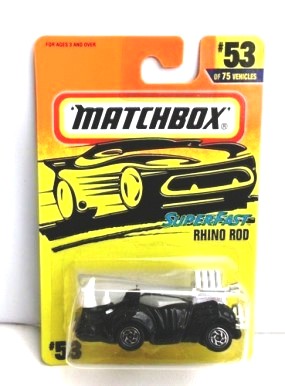 FOR AGES 3 AND OVER
#53
OF 75 VEHICLES
MATCHBOX®
SUPERFAST
RHINO ROD
#53